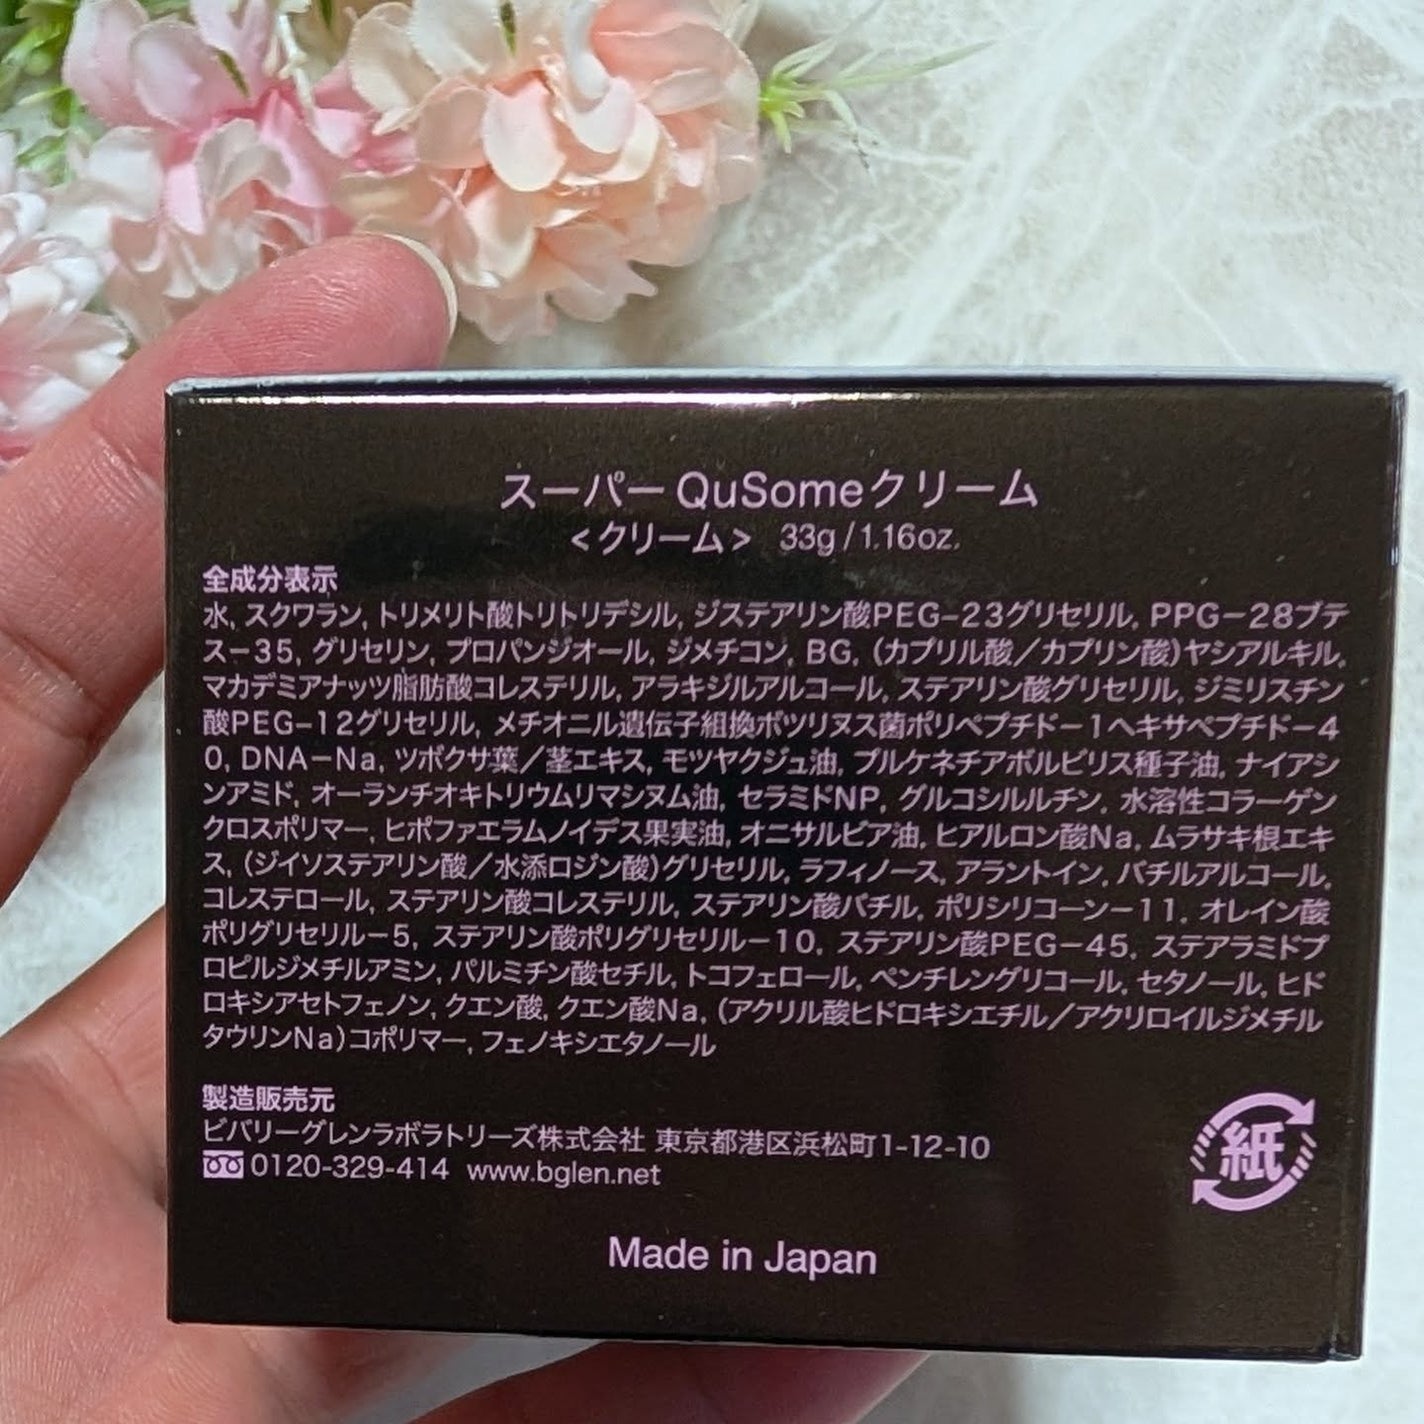 スーパー QuSomeクリーム
<クリーム> 33g/1.16oz.
全成分表示
水, スクワラン, トリメリト酸トリトリデシル, ジステアリン酸PEG-23グリセリル, PPG-28ブテ
ス-35, グリセリン, プロパンジオール, ジメチコン, BG, (カプリル酸/カプリン酸)ヤシアルキル,
マカデミアナッツ脂肪酸コレステリル, アラキジルアルコール, ステアリン酸グリセリル, ジミリスチン
酸PEG-12グリセリル, メチオニル遺伝子組換ボツリヌス菌ポリペプチド-1ヘキサペプチド-4
0, DNA-Na, ツボクサ葉/茎エキス, モツヤクジュ油, プルケネチアボルビリス種子油, ナイアシ
ンアミド, オーランチオキトリウムリマシヌム油, セラミドNP, グルコシルルチン, 水溶性コラーゲン
クロスポリマー, ヒポファエラムノイデス果実油, オニサルビア油, ヒアルロン酸Na, ムラサキ根エキ
ス, (ジイソステアリン酸/水添ロジン酸)グリセリル, ラフィノース, アラントイン, バチルアルコール,
コレステロール, ステアリン酸コレステリル, ステアリン酸バチル, ポリシリコーン-11, オレイン酸
ポリグリセリル-5, ステアリン酸ポリグリセリル-10, ステアリン酸PEG-45, ステアラミドプ
ロピルジメチルアミン, パルミチン酸セチル, トコフェロール, ペンチレングリコール, セタノール, ヒド
ロキシアセトフェノン, クエン酸, クエン酸Na, (アクリル酸ヒドロキシエチル/アクリロイルジメチル
タウリンNa)コポリマー, フェノキシエタノール
製造販売元
ビバリーグレンラボラトリーズ株式会社 東京都港区浜松町1-12-10
0120-329-414 www.bglen.net
紙
Made in Japan